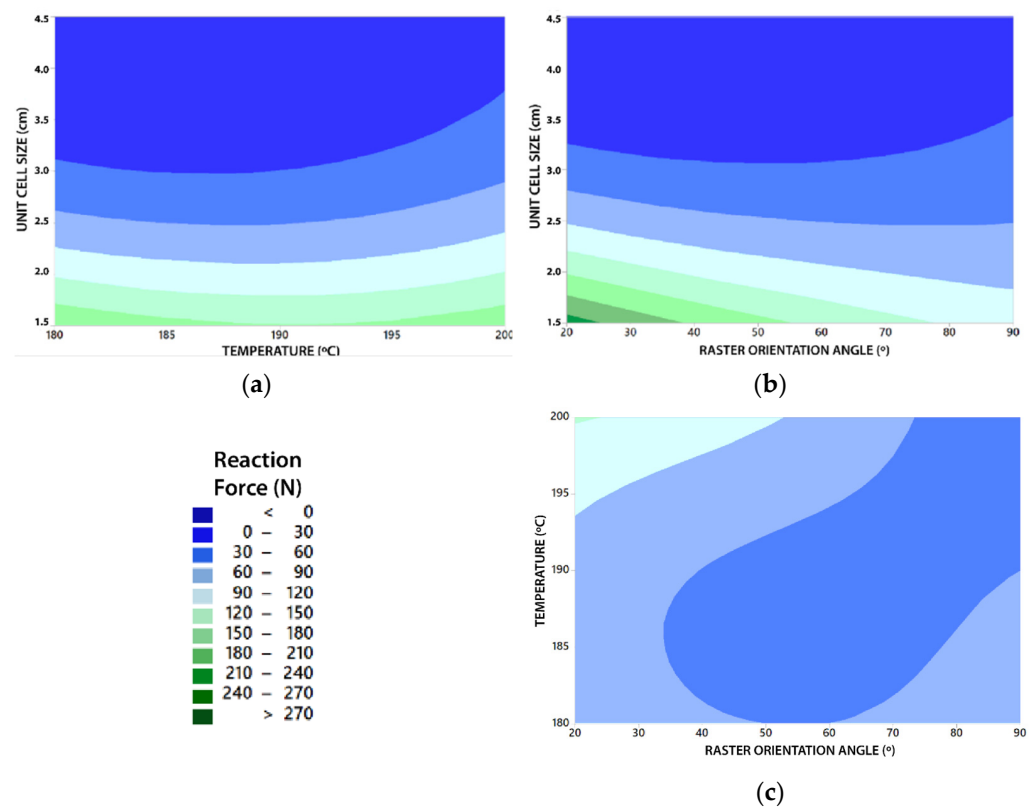 4.5
4.0
3.5
3.0
2.5
2.0
1.5
UNIT CELL SIZE (cm)
180 185 190 195 200
TEMPERATURE (ºC)
(a)
4.5
4.0
3.5
3.0
2.5
2.0
1.5
UNIT CELL SIZE (cm)
20 30 40 50 60 70 80 90
RASTER ORIENTATION ANGLE (º)
(b)
Reaction
Force (N)
< 0
0 – 30
30 – 60
60 – 90
90 – 120
120 – 150
150 – 180
180 – 210
210 – 240
240 – 270
> 270
200
195
190
185
180
TEMPERATURE (ºC)
20 30 40 50 60 70 80 90
RASTER ORIENTATION ANGLE (º)
(c)